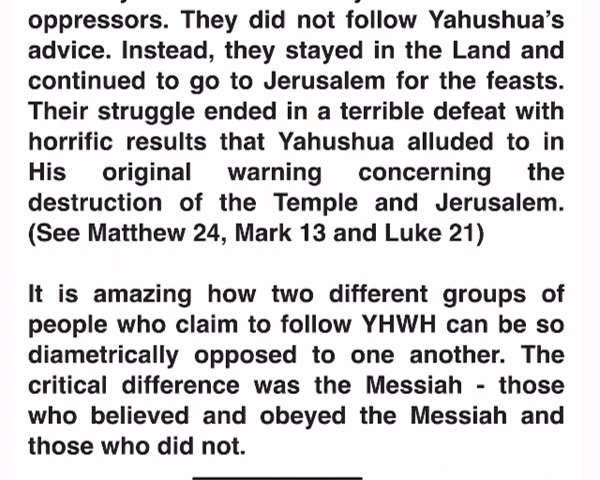 oppressors. They did not follow Yahushua's
advice. Instead, they stayed in the Land and
continued to go to Jerusalem for the feasts.
Their struggle ended in a terrible defeat with
horrific results that Yahushua alluded to in
His original warning concerning the
destruction of the Temple and Jerusalem.
(See Matthew 24, Mark 13 and Luke 21)
It is amazing how two different groups of
people who claim to follow YHWH can be so
diametrically opposed to one another. The
critical difference was the Messiah - those
who believed and obeyed the Messiah and
those who did not.